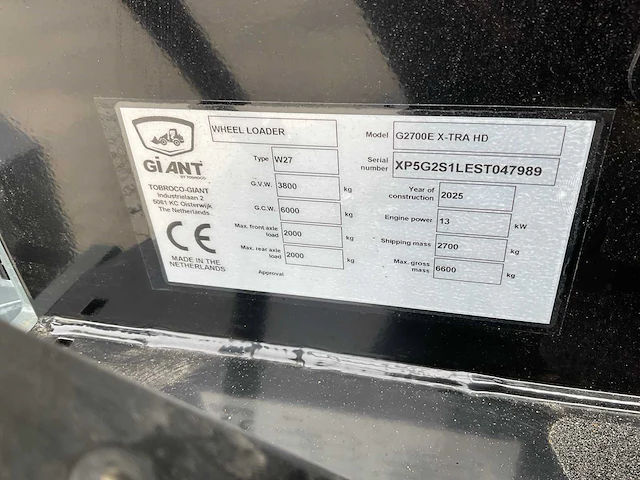 GiANT
BY TOBROCO
TOBROCO-GIANT
Industrielaan 2
5061 KC Oisterwijk
The Netherlands
CE
MADE IN THE
NETHERLANDS
WHEEL LOADER
Type W27
G.V.W. 3800 kg
G.C.W. 6000 kg
Max. front axle
load 2000 kg
Max. rear axle
load 2000 kg
Approval
Model G2700E X-TRA HD
Serial
number XP5G2S1LEST047989
Year of
construction 2025
Engine power 13 kW
Shipping mass 2700 kg
Max. gross
mass 6600 kg